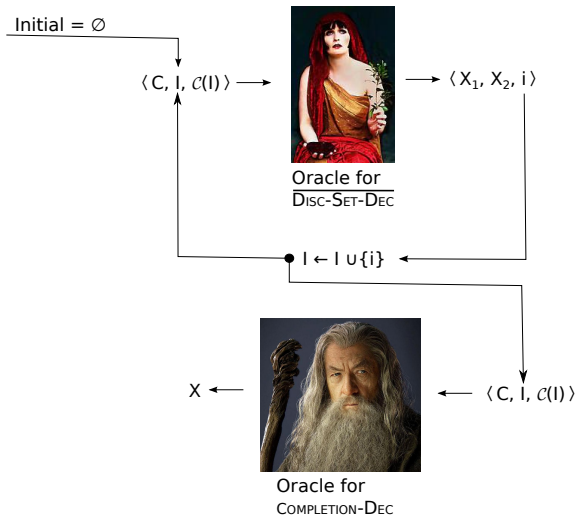 Initial = ∅
⟨ C, I, 𝒞(I) ⟩
⟨ X₁, X₂, i ⟩
Oracle for
DISC-SET-DEC
I ← I ∪{i}
X
⟨ C, I, 𝒞(I) ⟩
Oracle for
COMPLETION-DEC